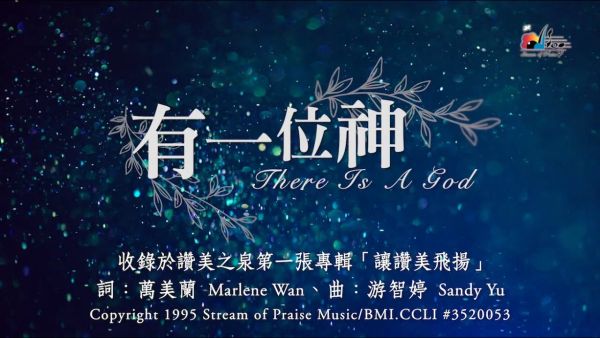 有一位神
There Is A God
收錄於讚美之泉第一張專輯「讓讚美飛揚」
詞：萬美蘭 Marlene Wan、曲：游智婷 Sandy Yu
Copyright 1995 Stream of Praise Music/BMI.CCLI #3520053